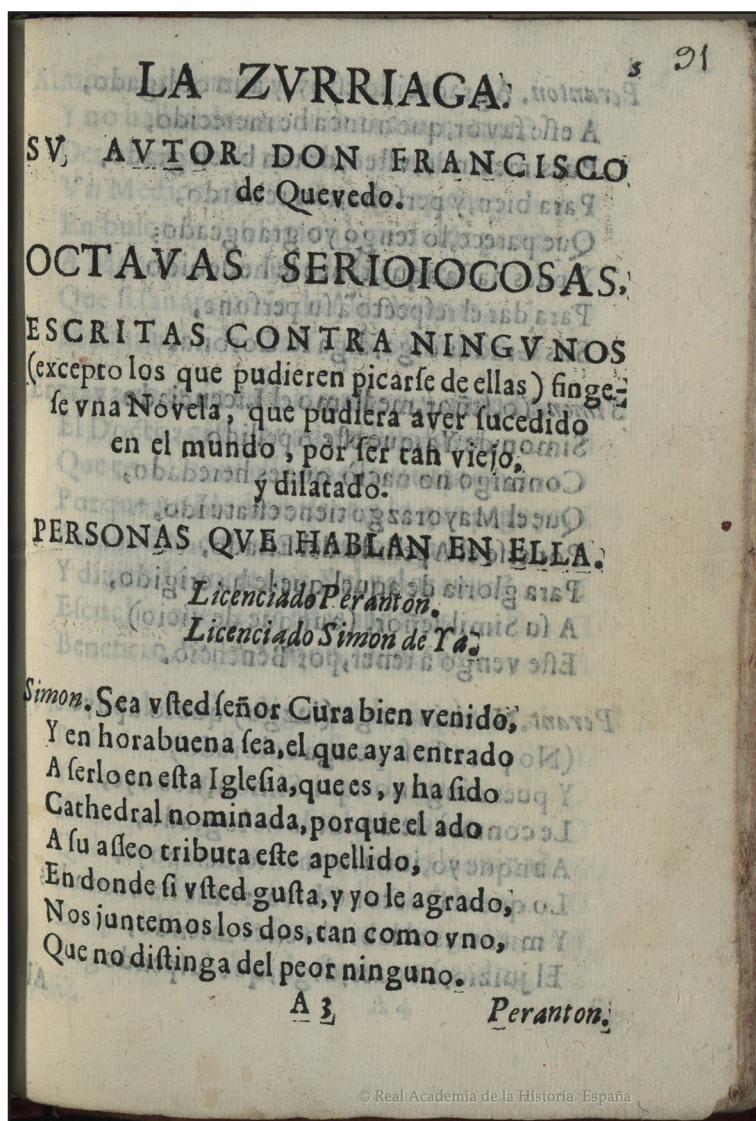 5 91
LA ZVRRIAGA.
SV AVTOR DON FRANCISCO
de Quevedo.
OCTAVAS SERIOIOCOSAS,
ESCRITAS CONTRA NINGVNOS
(excepto los que pudieren picarſe de ellas) finge-
ſe vna Novela, que pudiera aver ſucedido
en el mundo, por ſer tan viejo,
y dilatado.
PERSONAS QVE HABLAN EN ELLA.
Licenciado Peranton.
Licenciado Simon de Ya.
Simon. Sea vſted ſeñor Cura bien venido,
Y en horabuena ſea, el que aya entrado
A ſerlo en eſta Igleſia, que es, y ha ſido
Cathedral nominada, porque el ado
A ſu aſſeo tributa eſte apellido,
En donde ſi vſted guſta, y yo le agrado,
Nos juntemos los dos, tan como vno,
Que no diſtinga del peor ninguno.
A 3 Peranton.
© Real Academia de la Historia. España